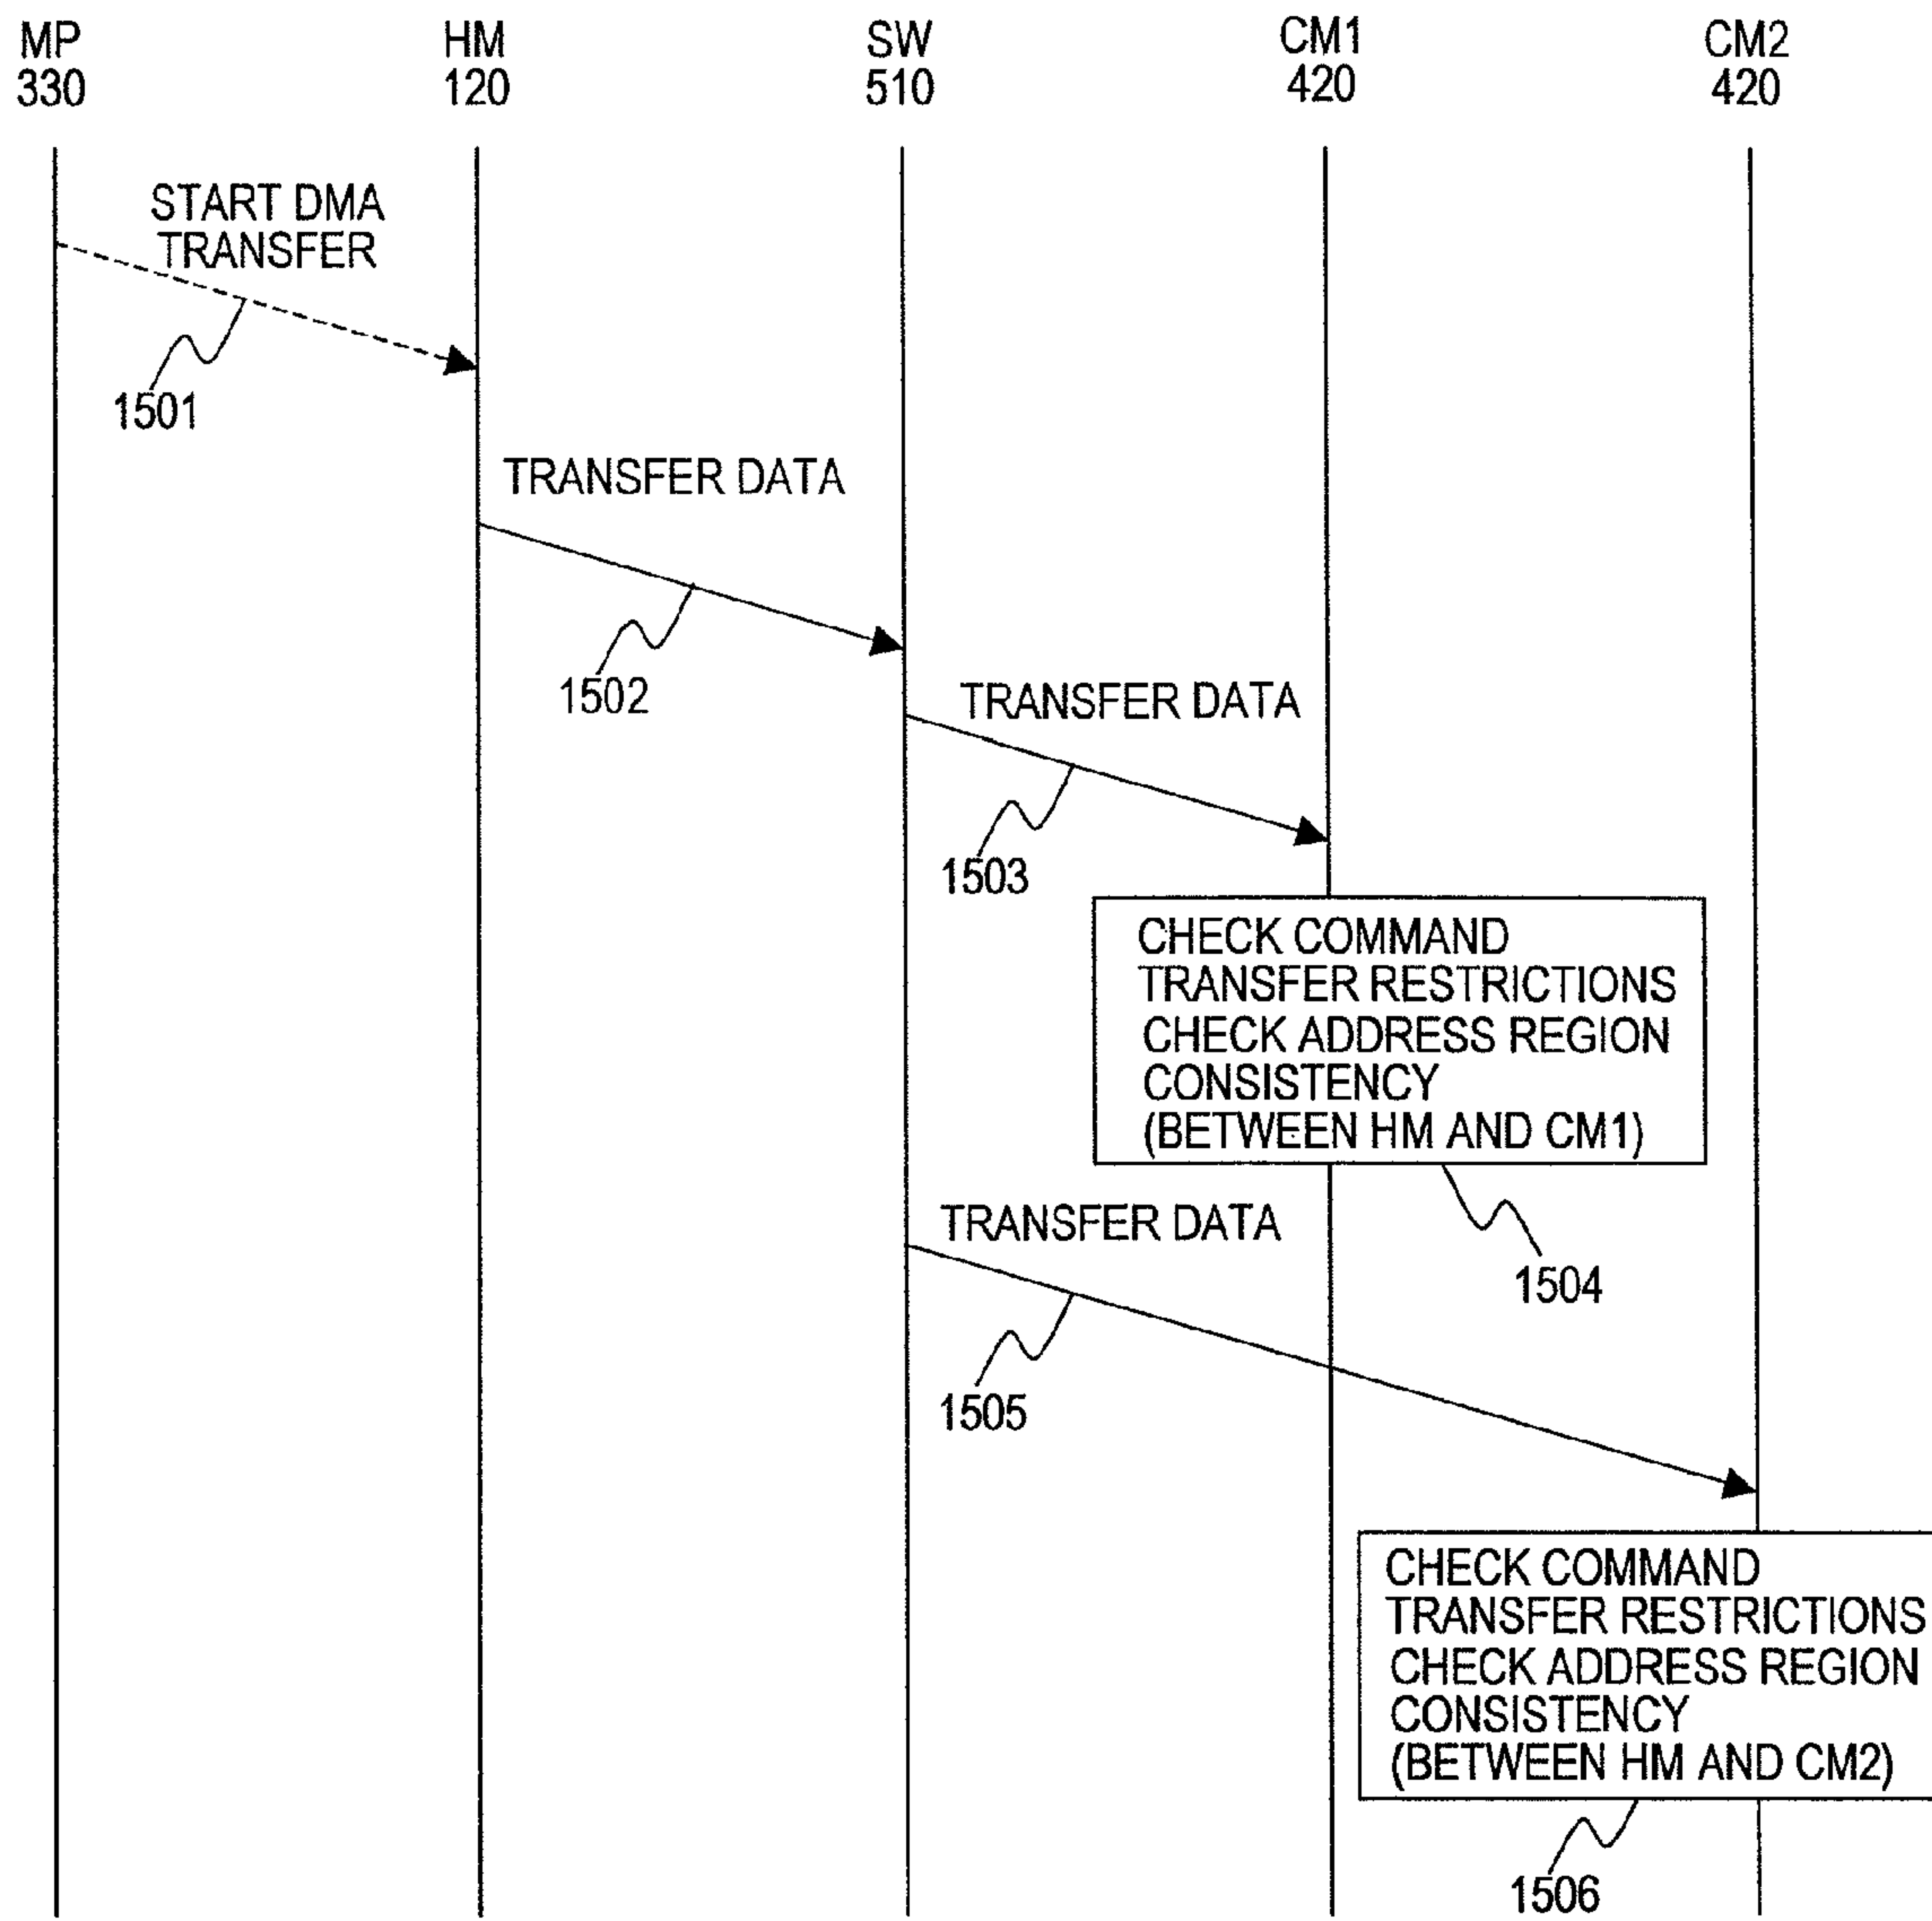 MP
330
HM
120
SW
510
CM1
420
CM2
420
START DMA
TRANSFER
1501
TRANSFER DATA
1502
TRANSFER DATA
1503
CHECK COMMAND
TRANSFER RESTRICTIONS
CHECK ADDRESS REGION
CONSISTENCY
(BETWEEN HM AND CM1)
1504
TRANSFER DATA
1505
CHECK COMMAND
TRANSFER RESTRICTIONS
CHECK ADDRESS REGION
CONSISTENCY
(BETWEEN HM AND CM2)
1506